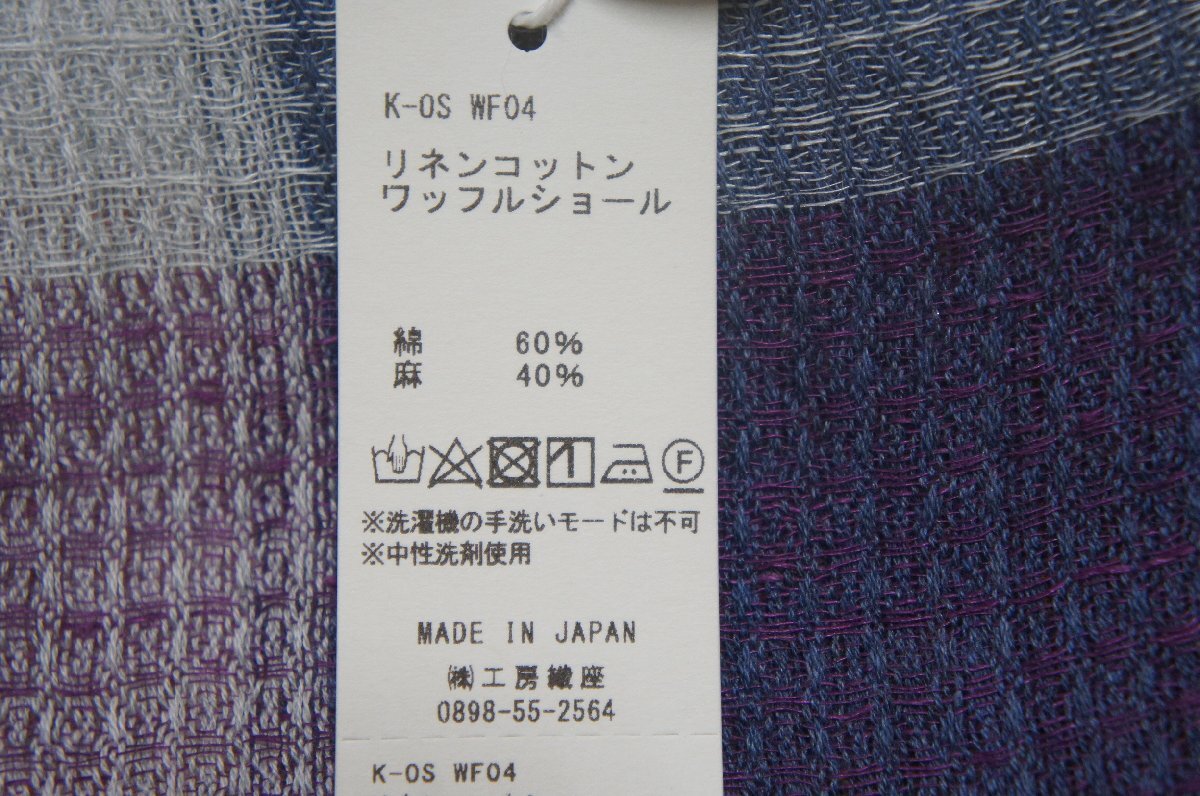 K-OS WF04
リネンコットン
ワッフルショール
綿 60%
麻 40%
F
※洗濯機の手洗いモードは不可
※中性洗剤使用
MADE IN JAPAN
㈱工房織座
0898-55-2564
K-OS WF04